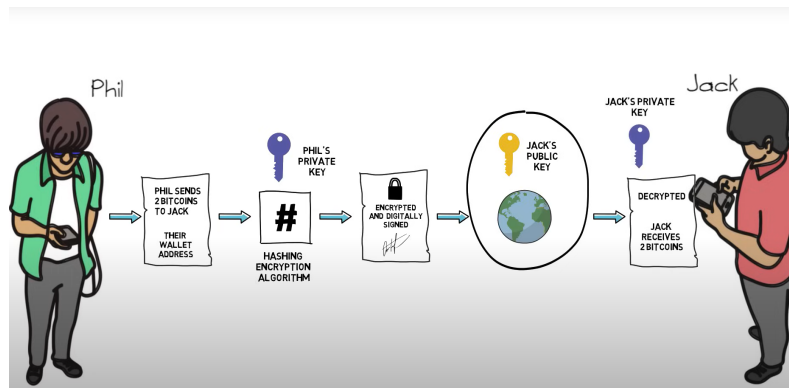 Phil
PHIL SENDS
2 BITCOINS
TO JACK
THEIR
WALLET
ADDRESS
PHIL'S
PRIVATE
KEY
#
HASHING
ENCRYPTION
ALGORITHM
ENCRYPTED
AND DIGITALLY
SIGNED
JACK'S
PUBLIC
KEY
JACK'S PRIVATE
KEY
DECRYPTED
JACK
RECEIVES
2 BITCOINS
Jack